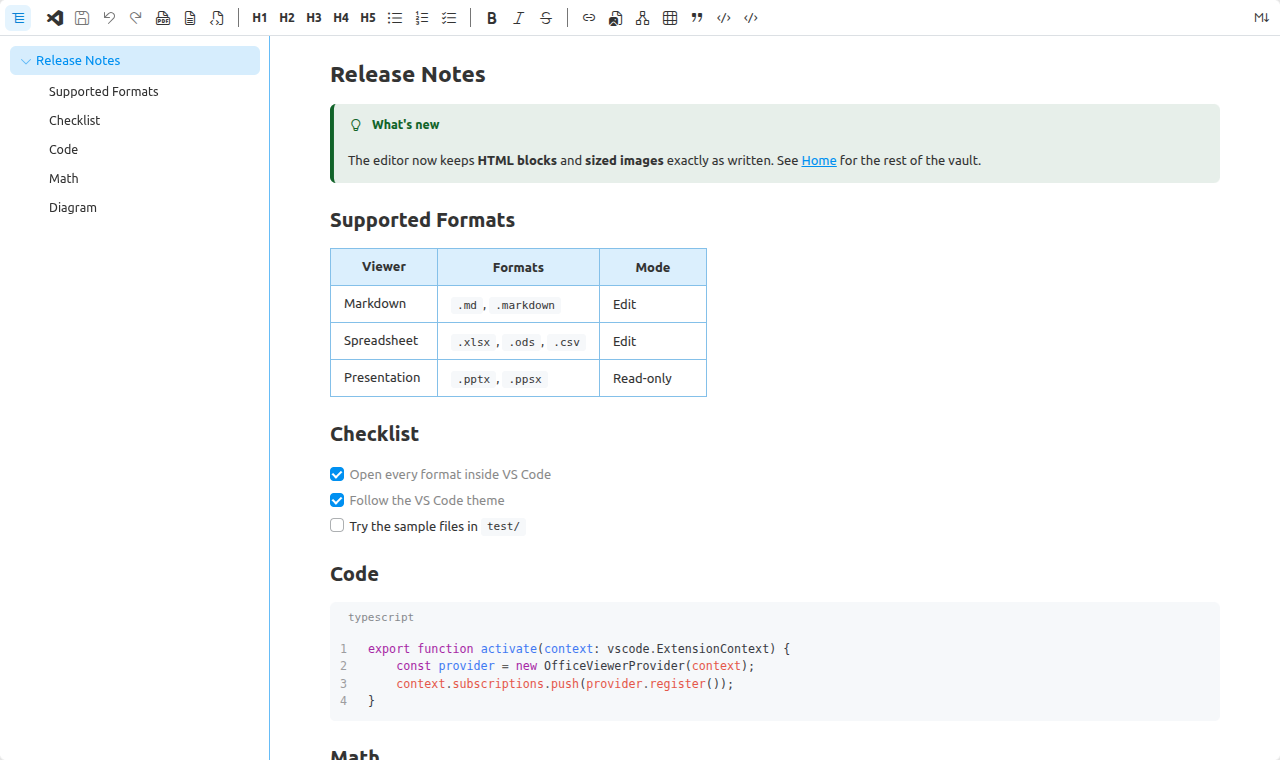 H1 H2 H3 H4 H5 B I S M↓
Release Notes
Supported Formats
Checklist
Code
Math
Diagram
Release Notes
What's new
The editor now keeps HTML blocks and sized images exactly as written. See Home for the rest of the vault.
Supported Formats
Viewer Formats Mode
Markdown .md , .markdown Edit
Spreadsheet .xlsx , .ods , .csv Edit
Presentation .pptx , .ppsx Read-only
Checklist
Open every format inside VS Code
Follow the VS Code theme
Try the sample files in test/
Code
typescript
1 export function activate(context: vscode.ExtensionContext) {
2 const provider = new OfficeViewerProvider(context);
3 context.subscriptions.push(provider.register());
4 }
Math